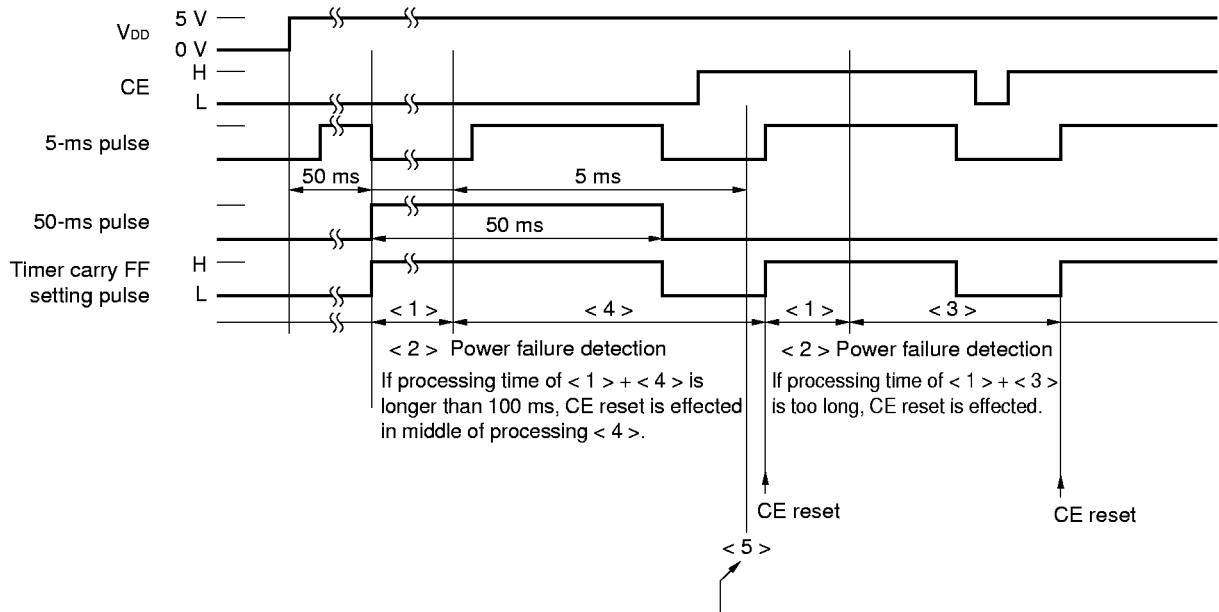 5 V
VDD
0 V
H
CE
L
5-ms pulse
50 ms
5 ms
50-ms pulse
50 ms
Timer carry FF
setting pulse
H
L
< 1 >
< 4 >
< 1 >
< 3 >
< 2 > Power failure detection
If processing time of < 1 > + < 4 > is
longer than 100 ms, CE reset is effected
in middle of processing < 4 >.
< 2 > Power failure detection
If processing time of < 1 > + < 3 >
is too long, CE reset is effected.
CE reset
CE reset
< 5 >